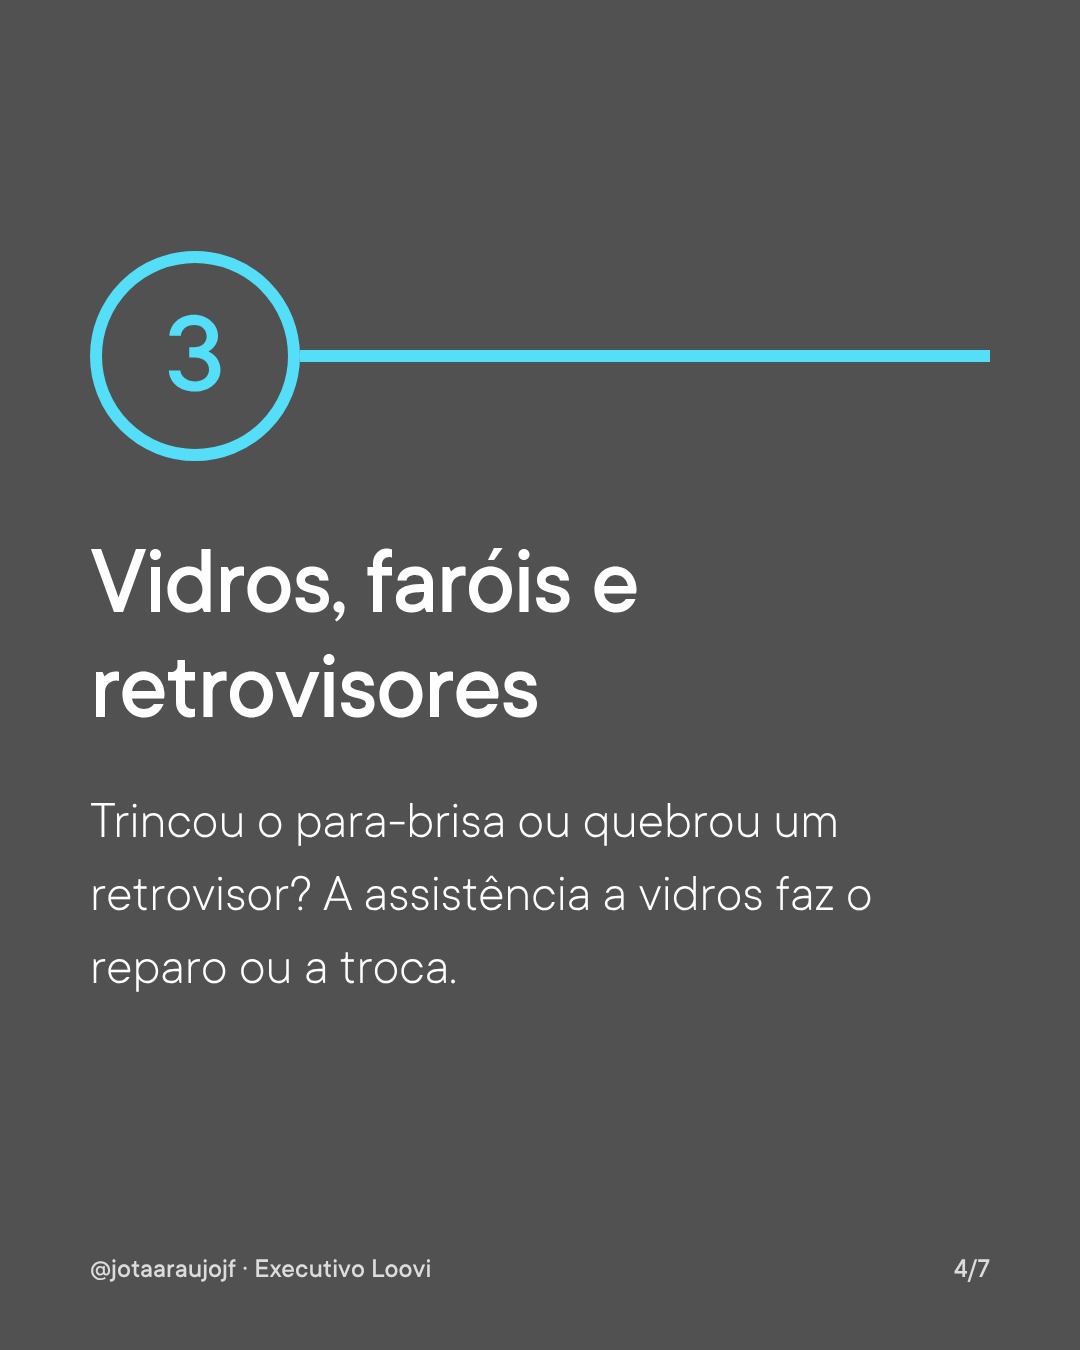 3
Vidros, faróis e
retrovisores
Trincou o para-brisa ou quebrou um
retrovisor? A assistência a vidros faz o
reparo ou a troca.
@jotaaraujojf · Executivo Loovi
4/7